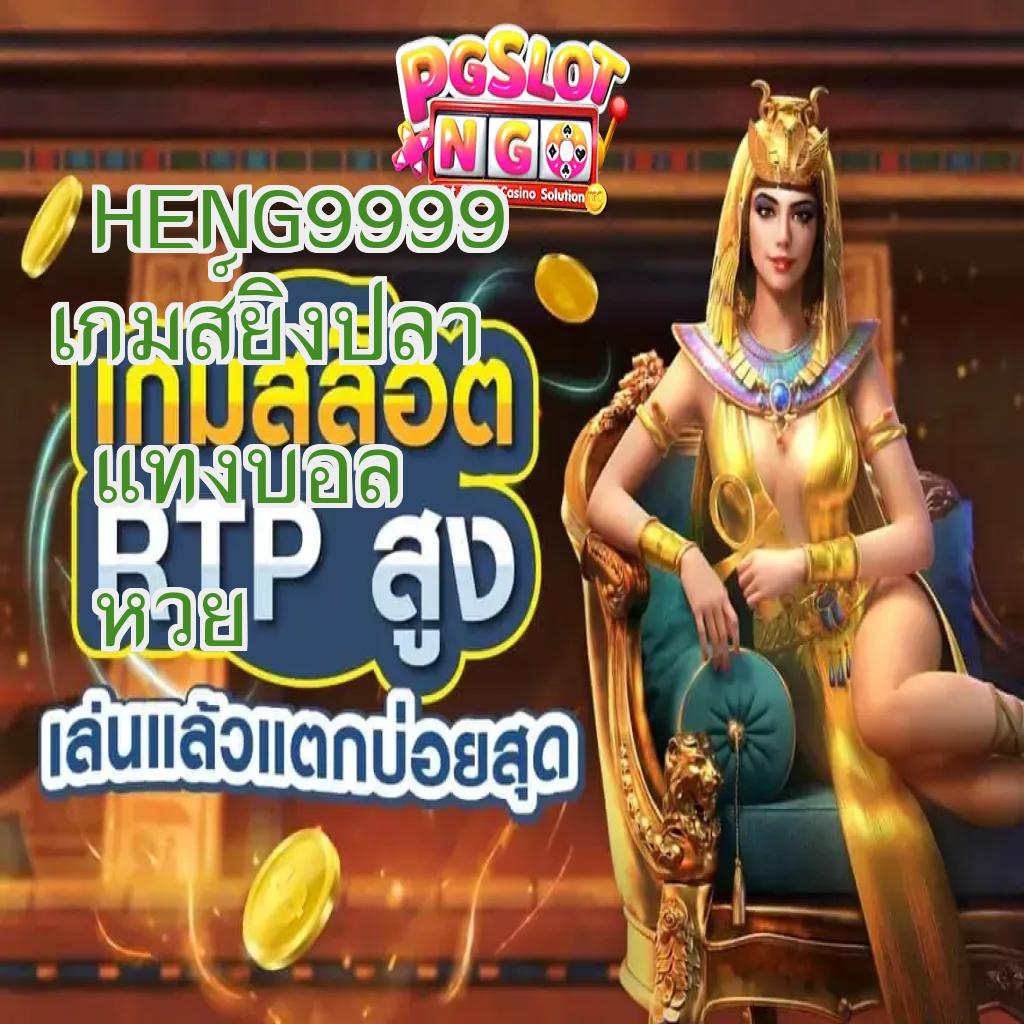 PGSLOT
NGO
Casino Solution
HENG9999
เกมส์ยิงปลา
เกมสล็อต
แทงบอล
RTP สูง
หวย
เล่นแล้วแตกบ่อยสุด